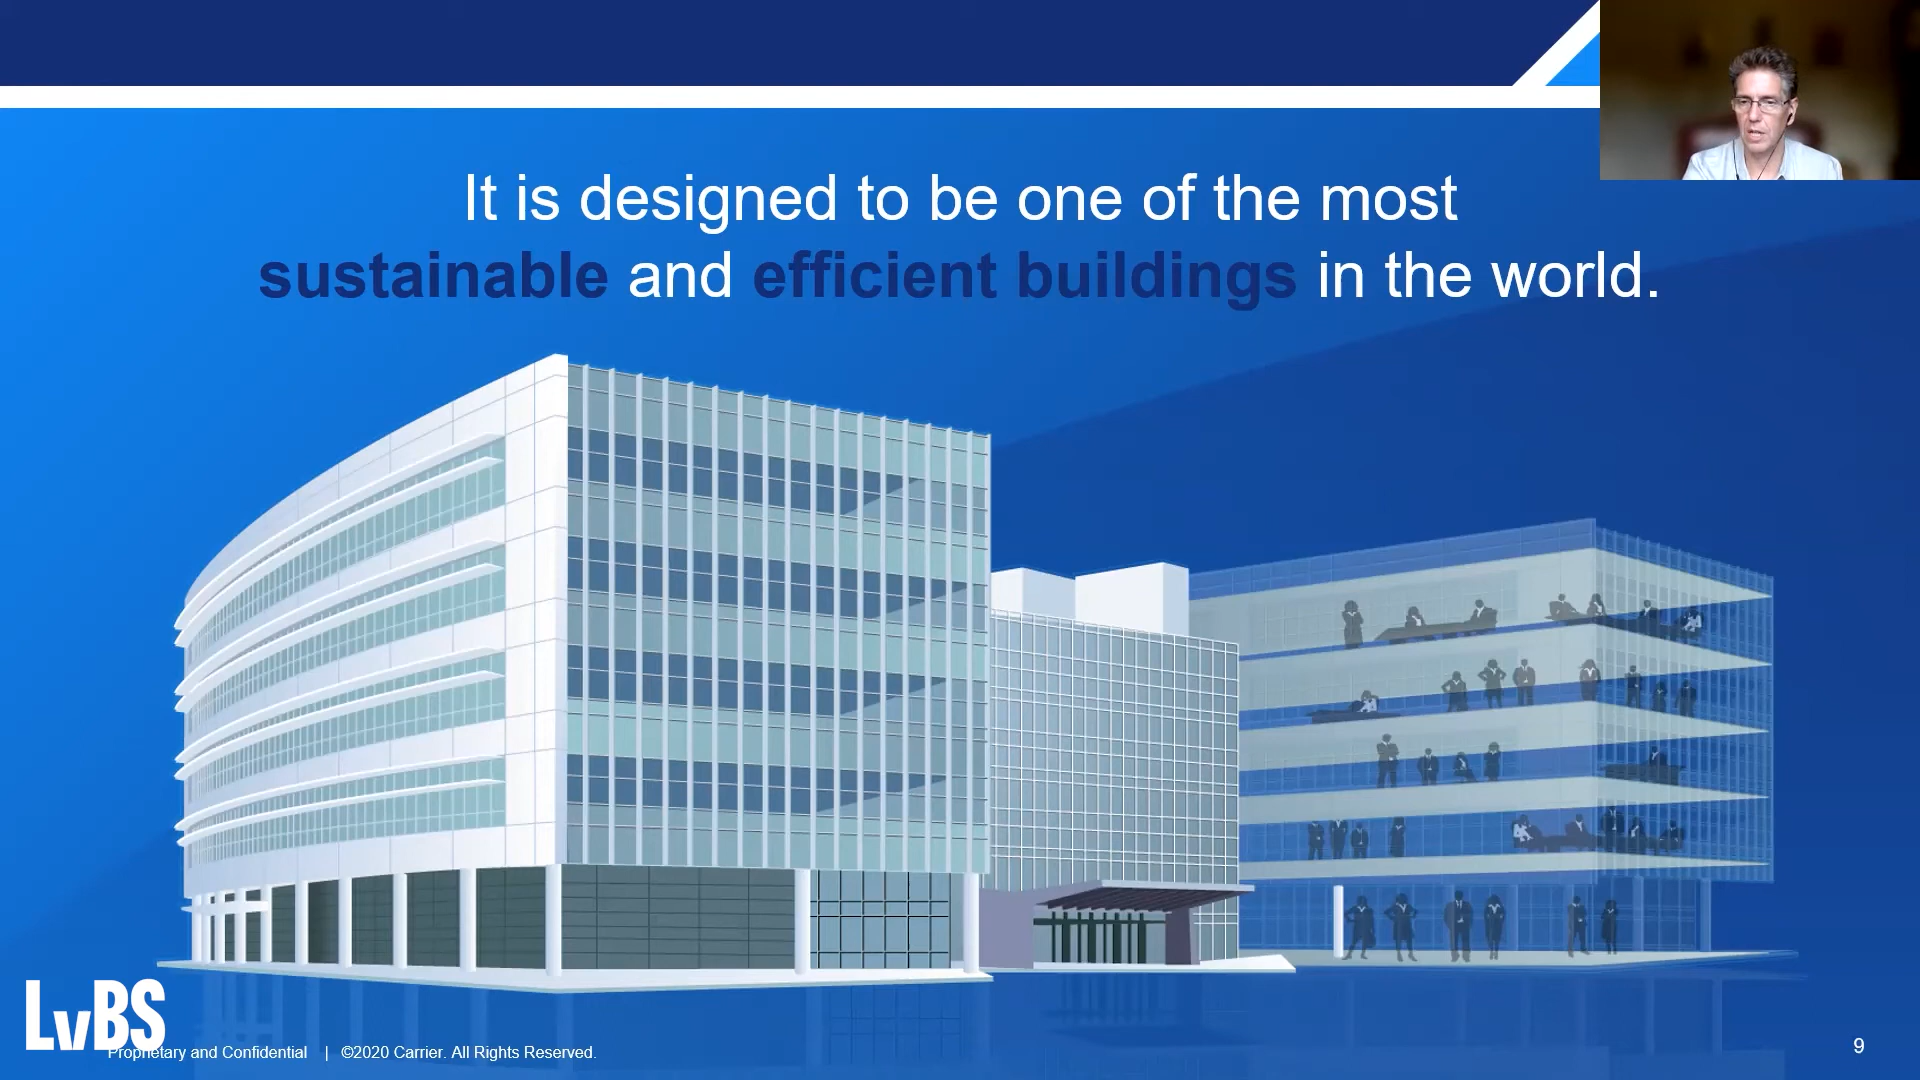 It is designed to be one of the most
sustainable and efficient buildings in the world.
LvBS
Proprietary and Confidential | ©2020 Carrier. All Rights Reserved.
9